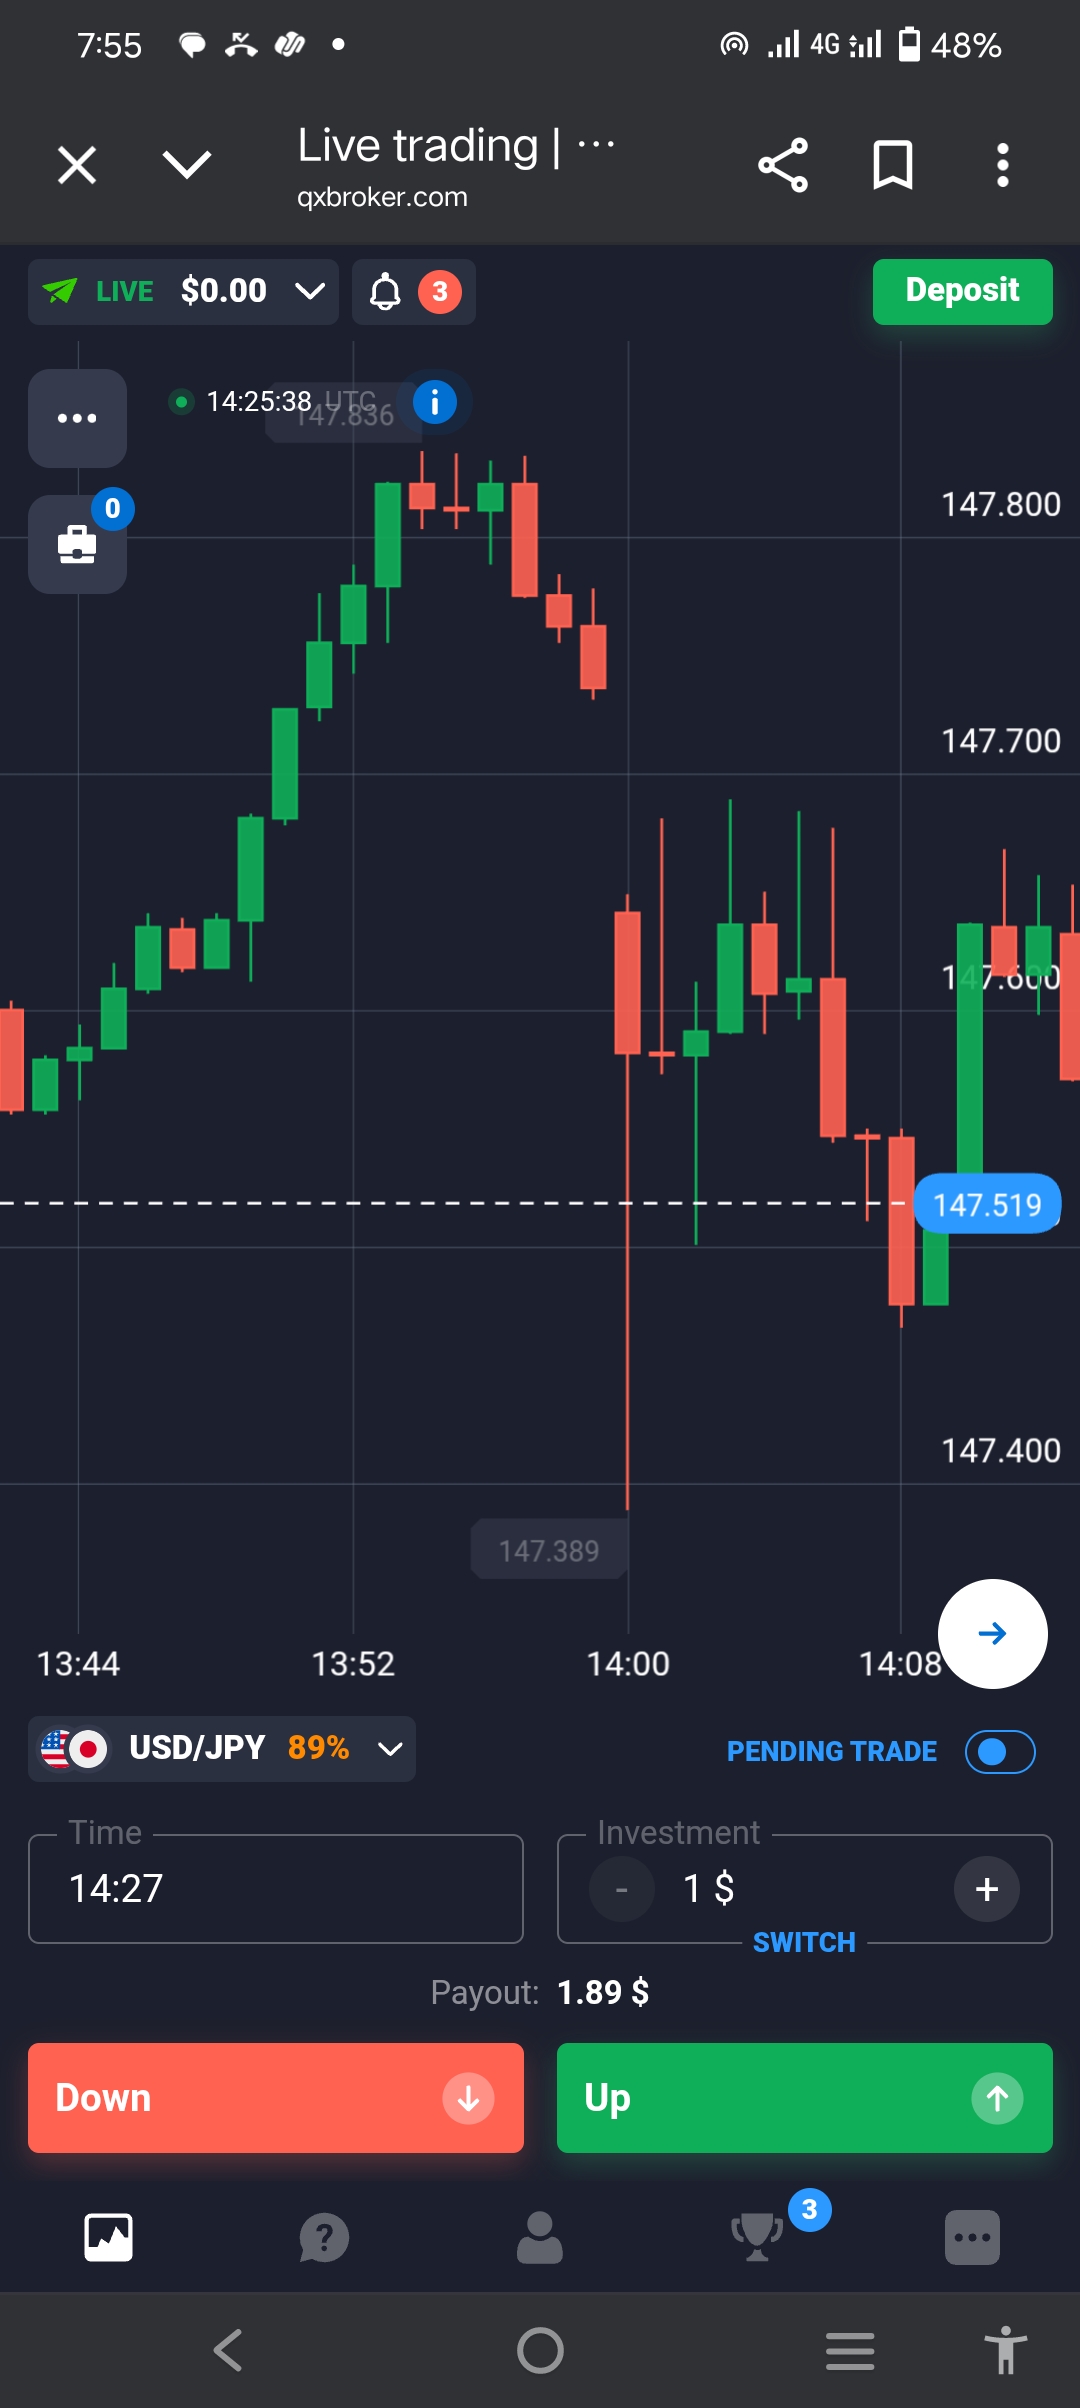 7:55
4G 48%
Live trading | ...
qxbroker.com
LIVE $0.00
3
Deposit
14:25:38 UTC
147.836
0
147.800
147.700
147.600
147.519
147.400
147.389
13:44 13:52 14:00 14:08
USD/JPY 89%
PENDING TRADE
Time
14:27
Investment
- 1 $ +
SWITCH
Payout: 1.89 $
Down
Up
3